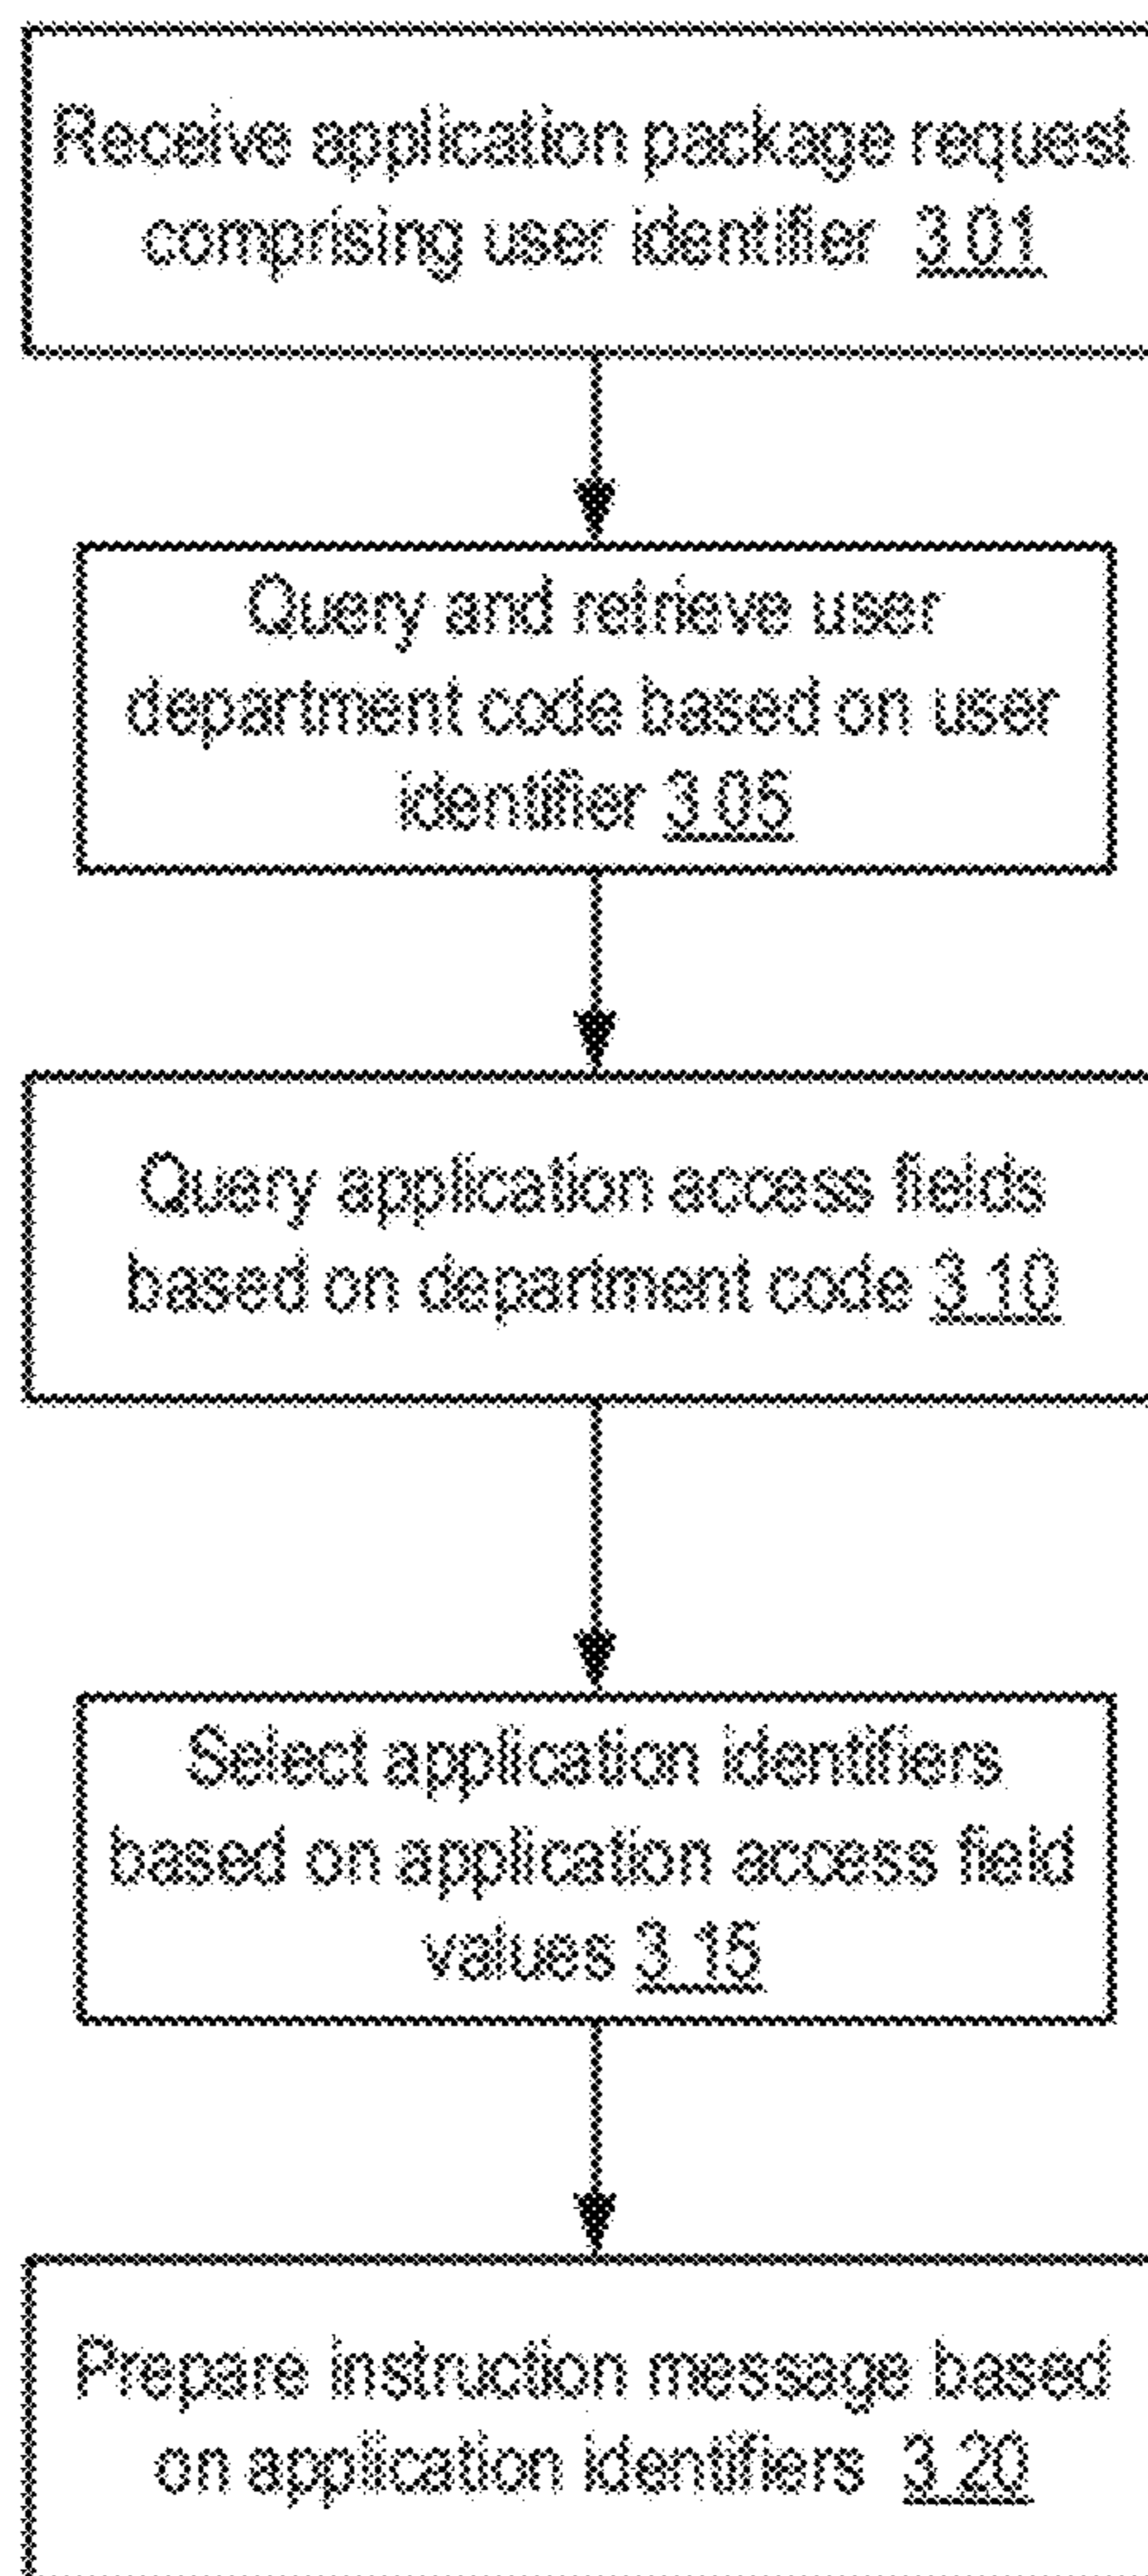 Receive application package request
comprising user identifier 3.01
Query and retrieve user
department code based on user
identifier 3.05
Query application access fields
based on department code 3.10
Select application identifiers
based on application access field
values 3.15
Prepare instruction message based
on application identifiers 3.20